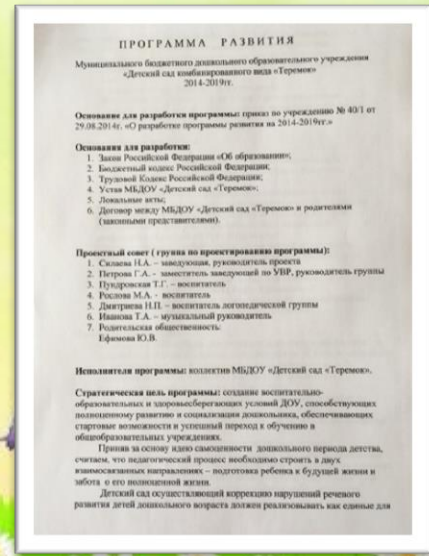 ПРОГРАММА РАЗВИТИЯ
Муниципального бюджетного дошкольного образовательного учреждения
«Детский сад комбинированного вида «Теремок»
2014-2019гг.
Основание для разработки программы: приказ по учреждению № 40/1 от
29.08.2014г. «О разработке программы развития на 2014-2019гг.»
Основания для разработки:
1. Закон Российской Федерации «Об образовании»;
2. Бюджетный кодекс Российской Федерации;
3. Трудовой Кодекс Российской Федерации;
4. Устав МБДОУ «Детский сад «Теремок»;
5. Локальные акты;
6. Договор между МБДОУ «Детский сад «Теремок» и родителями
(законными представителями).
Проектный совет ( группа по проектированию программы):
1. Силаева Н.А. – заведующая, руководитель проекта
2. Петрова Г.А. - заместитель заведующей по УВР, руководитель группы
3. Пундровская Т.Г. – воспитатель
4. Рослова М.А. - воспитатель
5. Дмитриева Н.П. – воспитатель логопедической группы
6. Иванова Т.А. – музыкальный руководитель
7. Родительская общественность:
Ефимова Ю.В.
Исполнители программы: коллектив МБДОУ «Детский сад «Теремок».
Стратегическая цель программы: создание воспитательно-
образовательных и здоровьесберегающих условий ДОУ, способствующих
полноценному развитию и социализации дошкольника, обеспечивающих
стартовые возможности и успешный переход к обучению в
общеобразовательных учреждениях.
Приняв за основу идею самоценности дошкольного периода детства,
считаем, что педагогический процесс необходимо строить в двух
взаимосвязанных направлениях – подготовка ребенка к будущей жизни и
забота о его полноценной жизни.
Детский сад осуществляющий коррекцию нарушений речевого
развития детей дошкольного возраста должен реализовывать как единые для